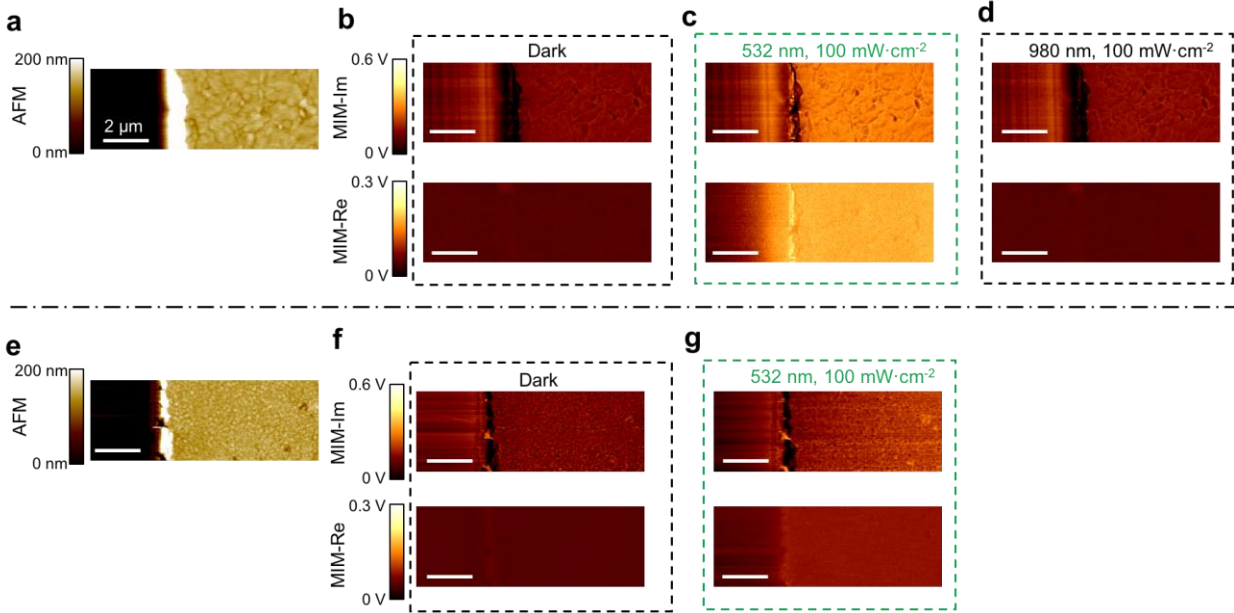 a
200 nm
AFM
0 nm
2 µm
b
Dark
0.6 V
MIM-Im
0 V
0.3 V
MIM-Re
0 V
c
532 nm, 100 mW·cm-2
d
980 nm, 100 mW·cm-2
e
200 nm
AFM
0 nm
f
Dark
0.6 V
MIM-Im
0 V
0.3 V
MIM-Re
0 V
g
532 nm, 100 mW·cm-2